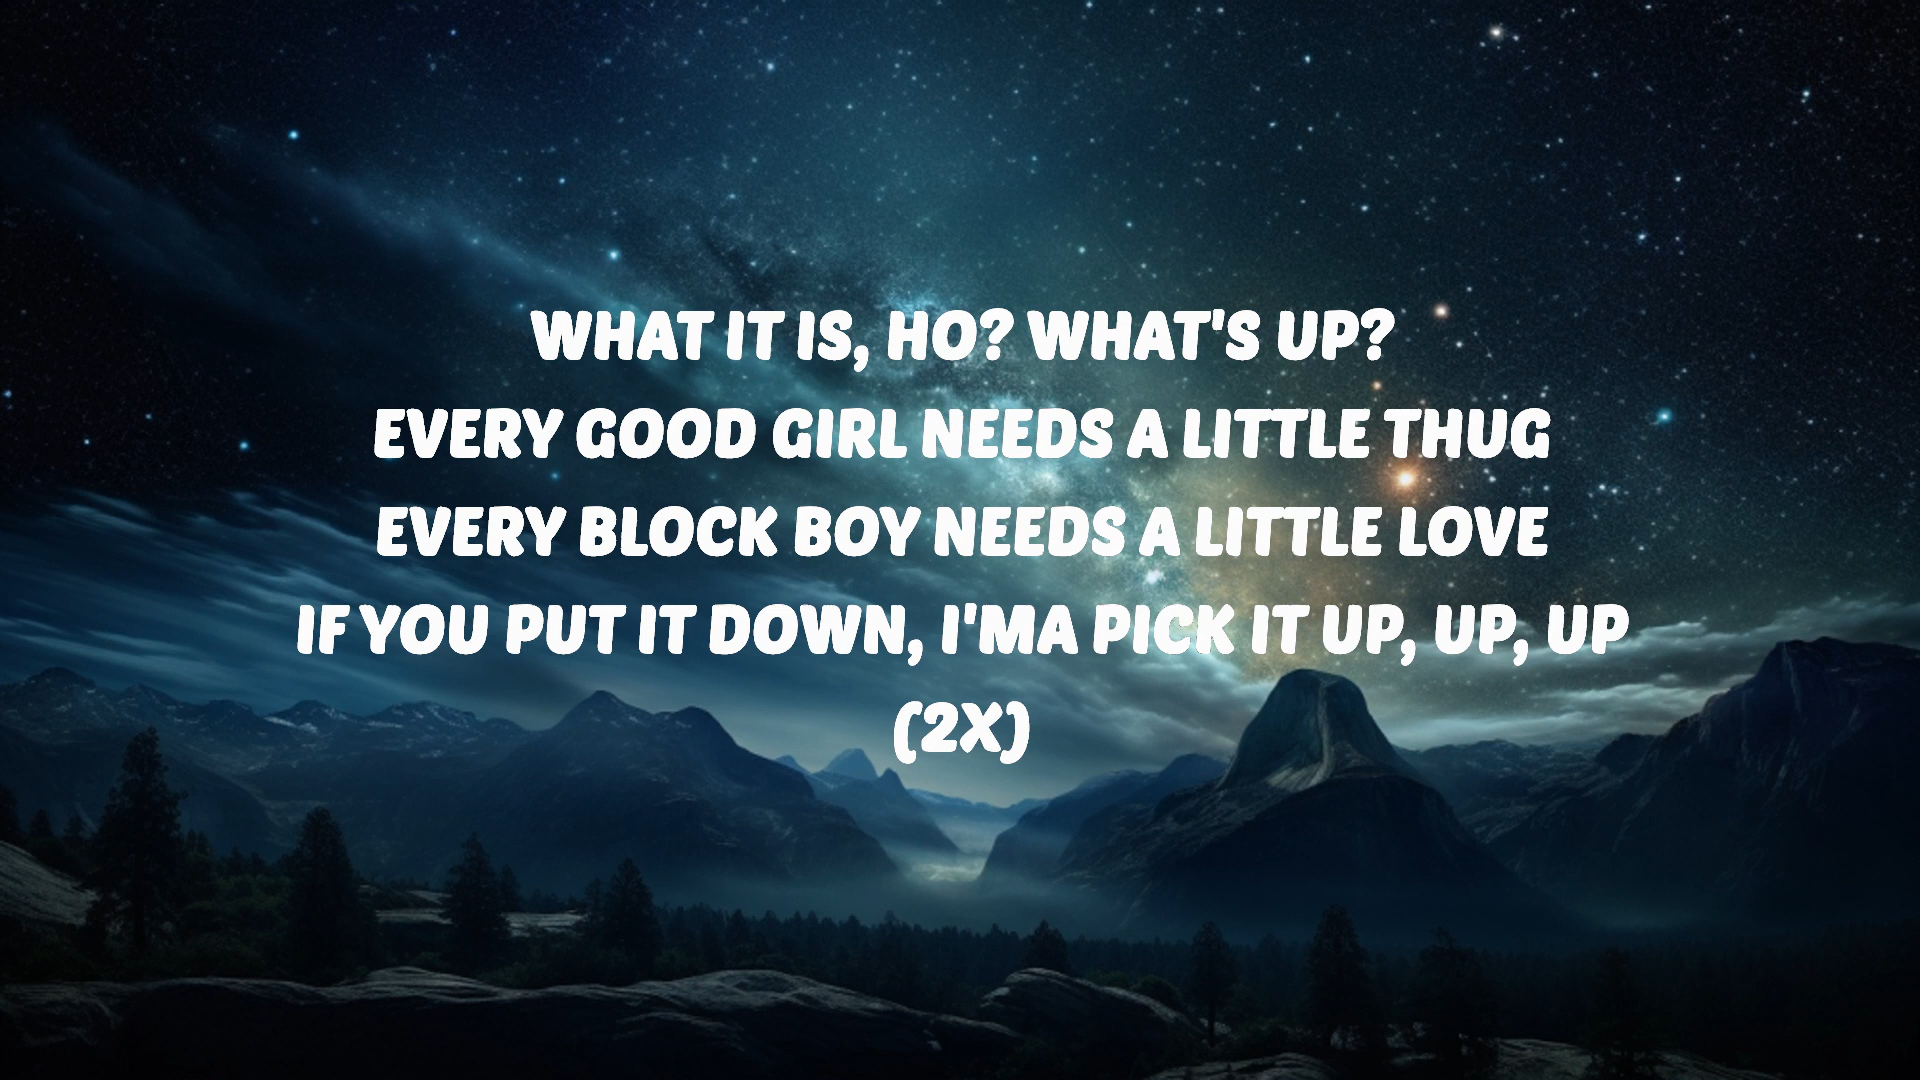 WHAT IT IS, HO? WHAT'S UP?
EVERY GOOD GIRL NEEDS A LITTLE THUG
EVERY BLOCK BOY NEEDS A LITTLE LOVE
IF YOU PUT IT DOWN, I'MA PICK IT UP, UP, UP
(2X)